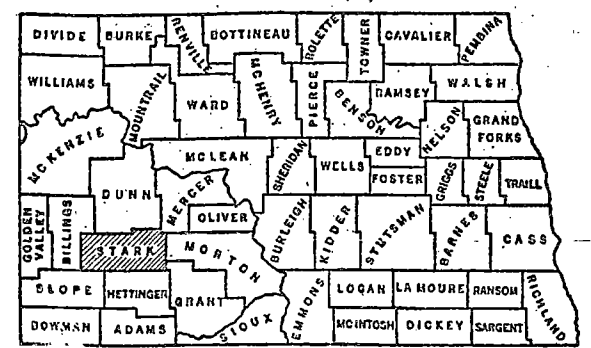 DIVIDE
BURKE
RENVILLE
BOTTINEAU
ROLETTE
TOWNER
CAVALIER
PEMBINA
WILLIAMS
MOUNTRAIL
WARD
MCHENRY
PIERCE
BENSON
RAMSEY
WALSH
MCKENZIE
MCLEAN
SHERIDAN
WELLS
EDDY
FOSTER
NELSON
GRAND
FORKS
DUNN
MERCER
OLIVER
GRIGGS
STEELE
TRAILL
GOLDEN
VALLEY
BILLINGS
STARK
MORTON
BURLEIGH
KIDDER
STUTSMAN
BARNES
CASS
SLOPE
HETTINGER
GRANT
EMMONS
LOGAN
LA MOURE
RANSOM
RICHLAND
BOWMAN
ADAMS
SIOUX
MCINTOSH
DICKEY
SARGENT